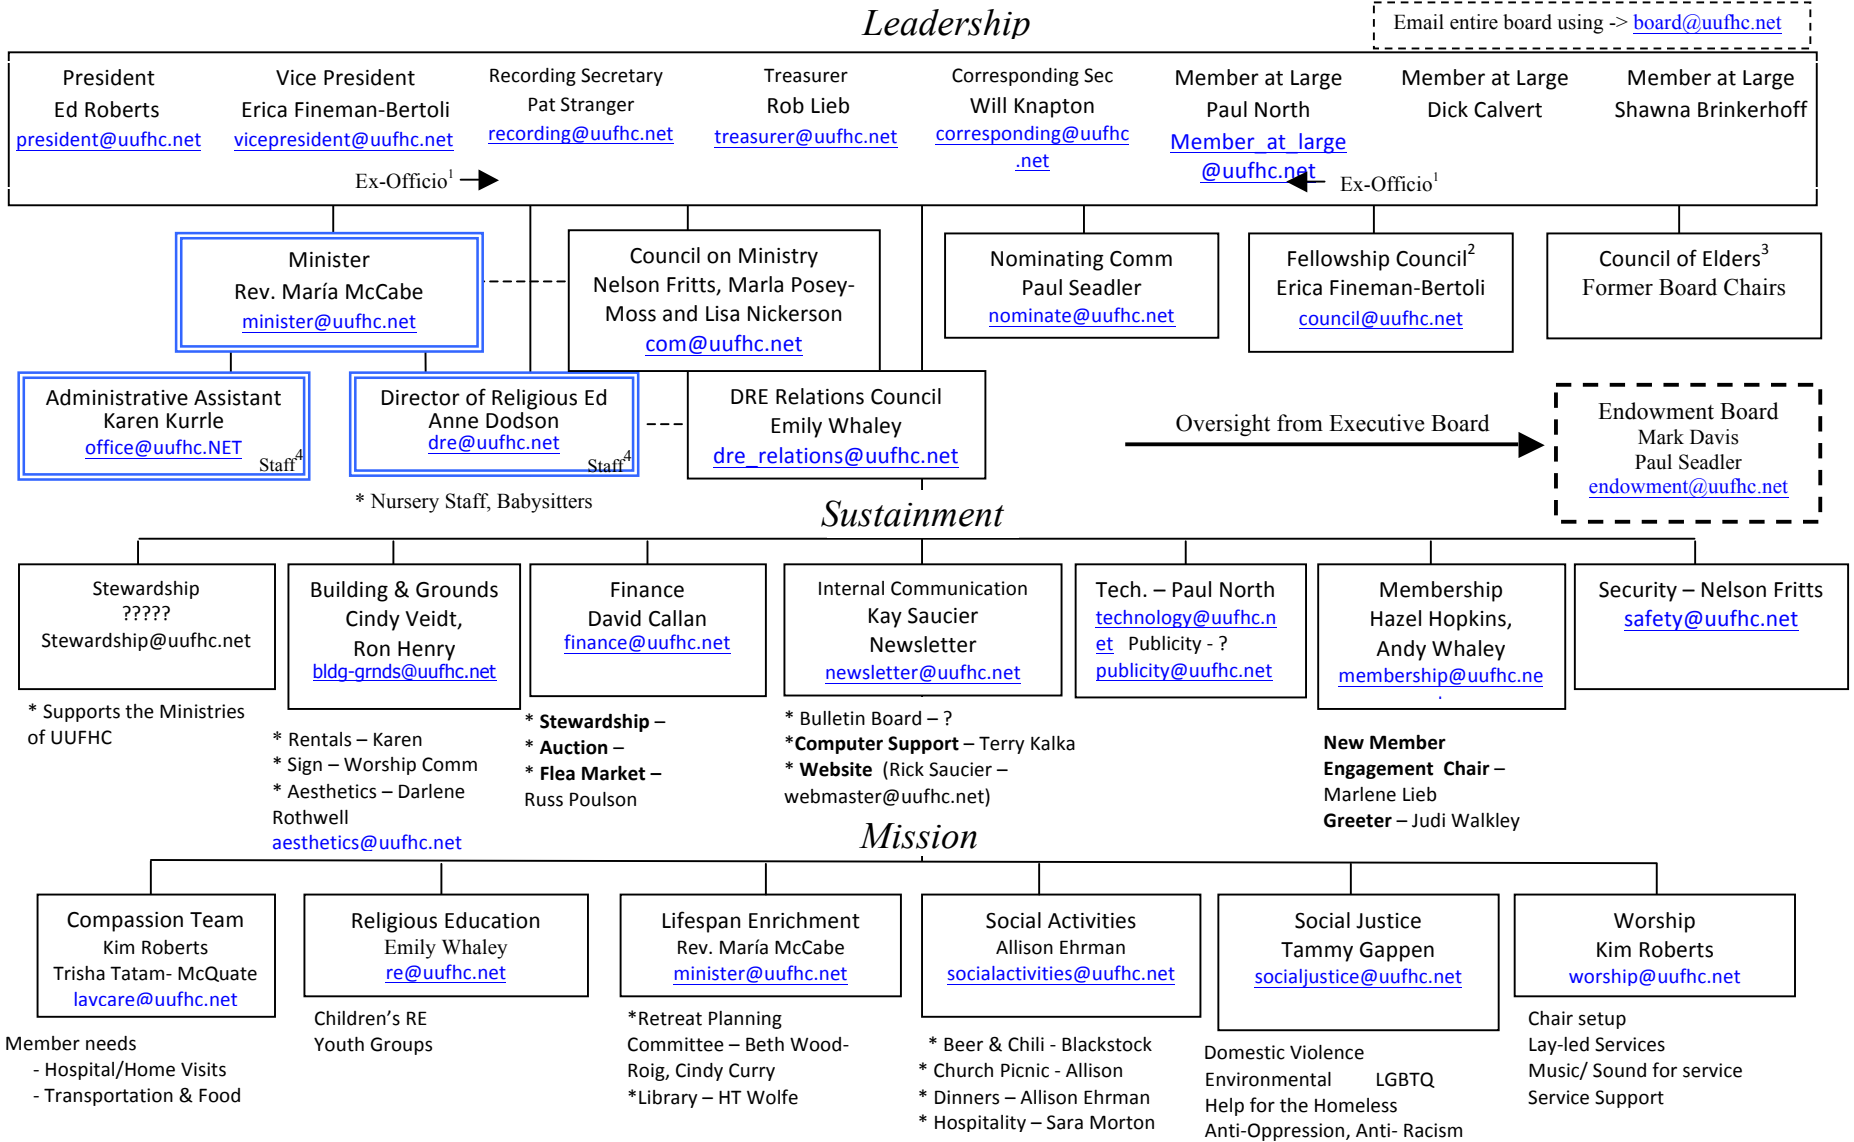 Leadership
Email entire board using -> board@uufhc.net
President
Ed Roberts
president@uufhc.net
Vice President
Erica Fineman-Bertoli
vicepresident@uufhc.net
Recording Secretary
Pat Stranger
recording@uufhc.net
Treasurer
Rob Lieb
treasurer@uufhc.net
Corresponding Sec
Will Knapton
corresponding@uufhc
.net
Member at Large
Paul North
Member_at_large
@uufhc.net
Member at Large
Dick Calvert
Member at Large
Shawna Brinkerhoff
Ex-Officio1
Ex-Officio1
Minister
Rev. María McCabe
minister@uufhc.net
Council on Ministry
Nelson Fritts, Marla Posey-
Moss and Lisa Nickerson
com@uufhc.net
Nominating Comm
Paul Seadler
nominate@uufhc.net
Fellowship Council2
Erica Fineman-Bertoli
council@uufhc.net
Council of Elders3
Former Board Chairs
Administrative Assistant
Karen Kurrle
office@uufhc.NET
Staff4
Director of Religious Ed
Anne Dodson
dre@uufhc.net
Staff4
* Nursery Staff, Babysitters
DRE Relations Council
Emily Whaley
dre_relations@uufhc.net
Oversight from Executive Board
Endowment Board
Mark Davis
Paul Seadler
endowment@uufhc.net
Sustainment
Stewardship
?????
Stewardship@uufhc.net
* Supports the Ministries
of UUFHC
Building & Grounds
Cindy Veidt,
Ron Henry
bldg-grnds@uufhc.net
* Rentals – Karen
* Sign – Worship Comm
* Aesthetics – Darlene
Rothwell
aesthetics@uufhc.net
Finance
David Callan
finance@uufhc.net
* Stewardship –
* Auction –
* Flea Market –
Russ Poulson
Internal Communication
Kay Saucier
Newsletter
newsletter@uufhc.net
* Bulletin Board – ?
*Computer Support – Terry Kalka
* Website (Rick Saucier –
webmaster@uufhc.net)
Tech. – Paul North
technology@uufhc.n
et Publicity - ?
publicity@uufhc.net
Membership
Hazel Hopkins,
Andy Whaley
membership@uufhc.ne
New Member
Engagement Chair –
Marlene Lieb
Greeter – Judi Walkley
Security – Nelson Fritts
safety@uufhc.net
Mission
Compassion Team
Kim Roberts
Trisha Tatam- McQuate
lavcare@uufhc.net
Member needs
- Hospital/Home Visits
- Transportation & Food
Religious Education
Emily Whaley
re@uufhc.net
Children's RE
Youth Groups
Lifespan Enrichment
Rev. María McCabe
minister@uufhc.net
*Retreat Planning
Committee – Beth Wood-
Roig, Cindy Curry
*Library – HT Wolfe
Social Activities
Allison Ehrman
socialactivities@uufhc.net
* Beer & Chili - Blackstock
* Church Picnic - Allison
* Dinners – Allison Ehrman
* Hospitality – Sara Morton
Social Justice
Tammy Gappen
socialjustice@uufhc.net
Domestic Violence
Environmental LGBTQ
Help for the Homeless
Anti-Oppression, Anti- Racism
Worship
Kim Roberts
worship@uufhc.net
Chair setup
Lay-led Services
Music/ Sound for service
Service Support